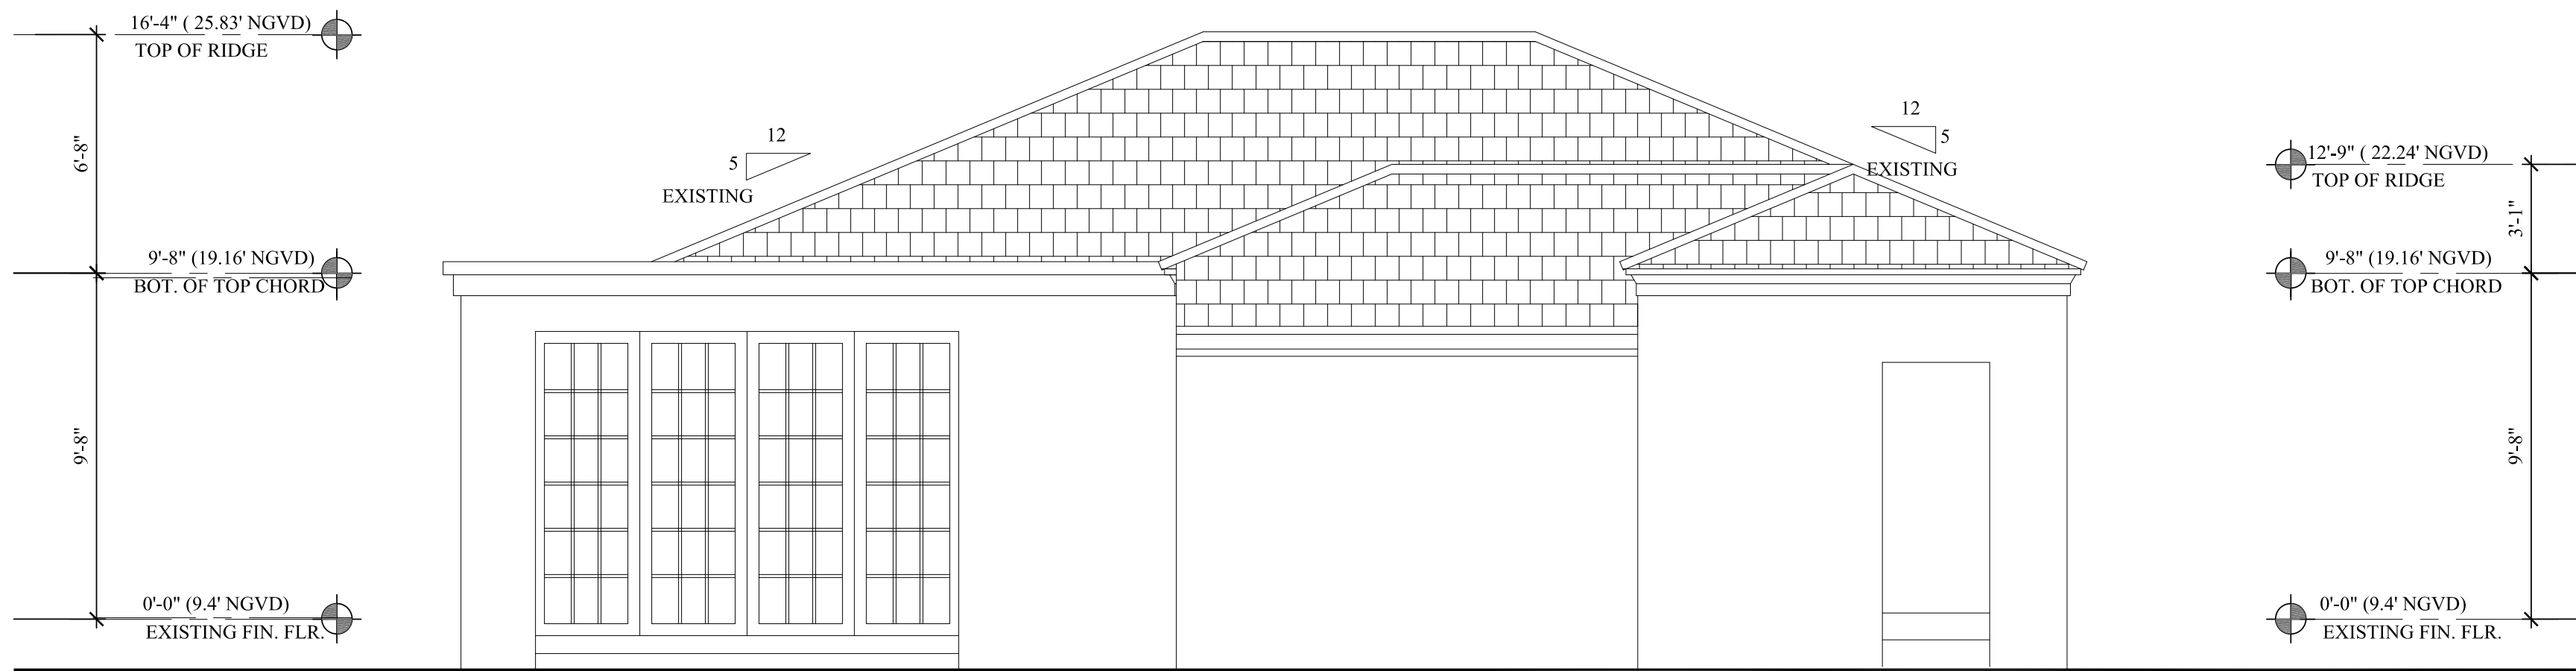 16'-4" ( 25.83' NGVD)
TOP OF RIDGE
6'-8"
9'-8" (19.16' NGVD)
BOT. OF TOP CHORD
9'-8"
0'-0" (9.4' NGVD)
EXISTING FIN. FLR.
12
5
EXISTING
12
5
EXISTING
12'-9" ( 22.24' NGVD)
TOP OF RIDGE
3'-1"
9'-8" (19.16' NGVD)
BOT. OF TOP CHORD
9'-8"
0'-0" (9.4' NGVD)
EXISTING FIN. FLR.